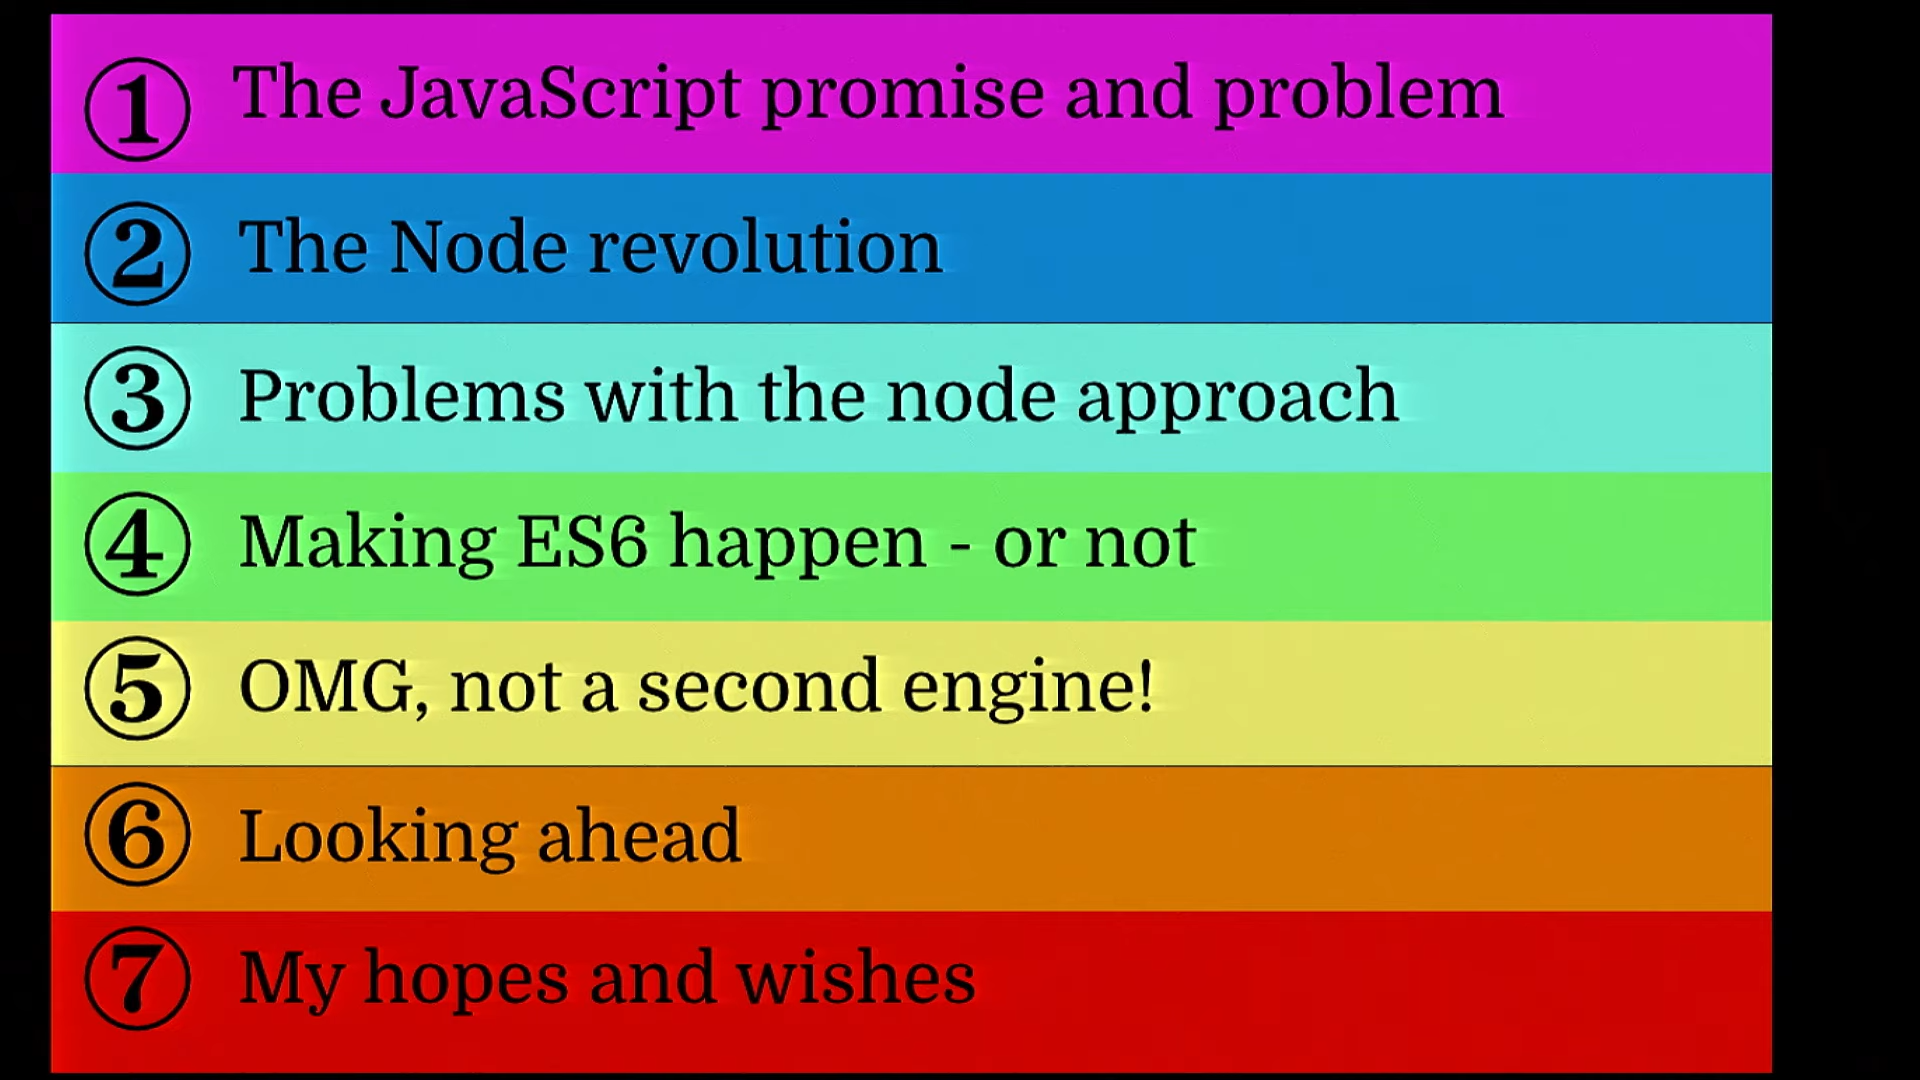 ① The JavaScript promise and problem
② The Node revolution
③ Problems with the node approach
④ Making ES6 happen - or not
⑤ OMG, not a second engine!
⑥ Looking ahead
⑦ My hopes and wishes